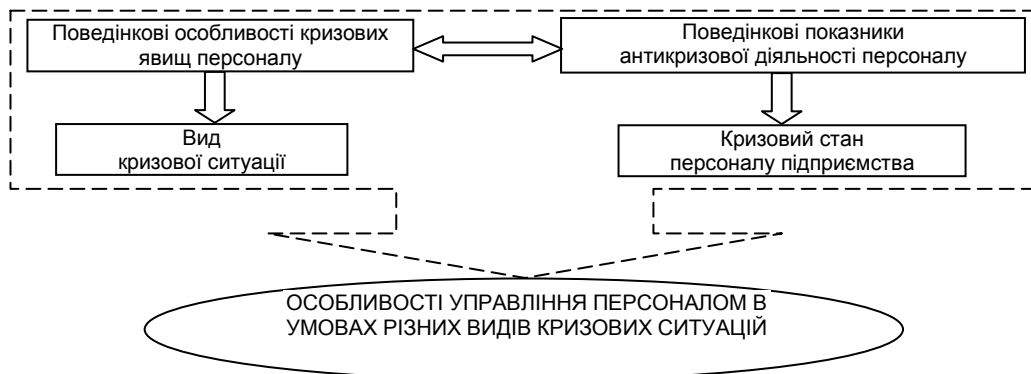 Поведінкові особливості кризових
явищ персоналу
Поведінкові показники
антикризової діяльності персоналу
Вид
кризової ситуації
Кризовий стан
персоналу підприємства
ОСОБЛИВОСТІ УПРАВЛІННЯ ПЕРСОНАЛОМ В
УМОВАХ РІЗНИХ ВИДІВ КРИЗОВИХ СИТУАЦІЙ